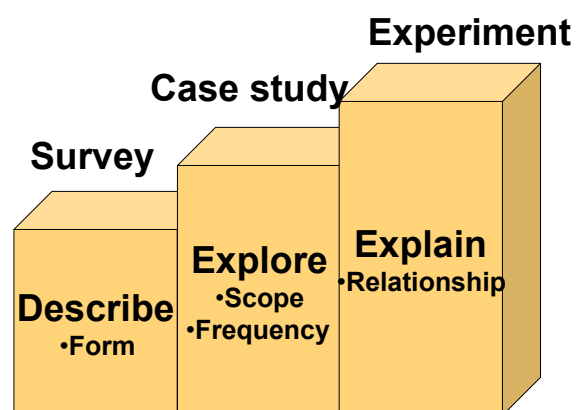 Survey
Describe
•Form
Case study
Explore
•Scope
•Frequency
Experiment
Explain
•Relationship